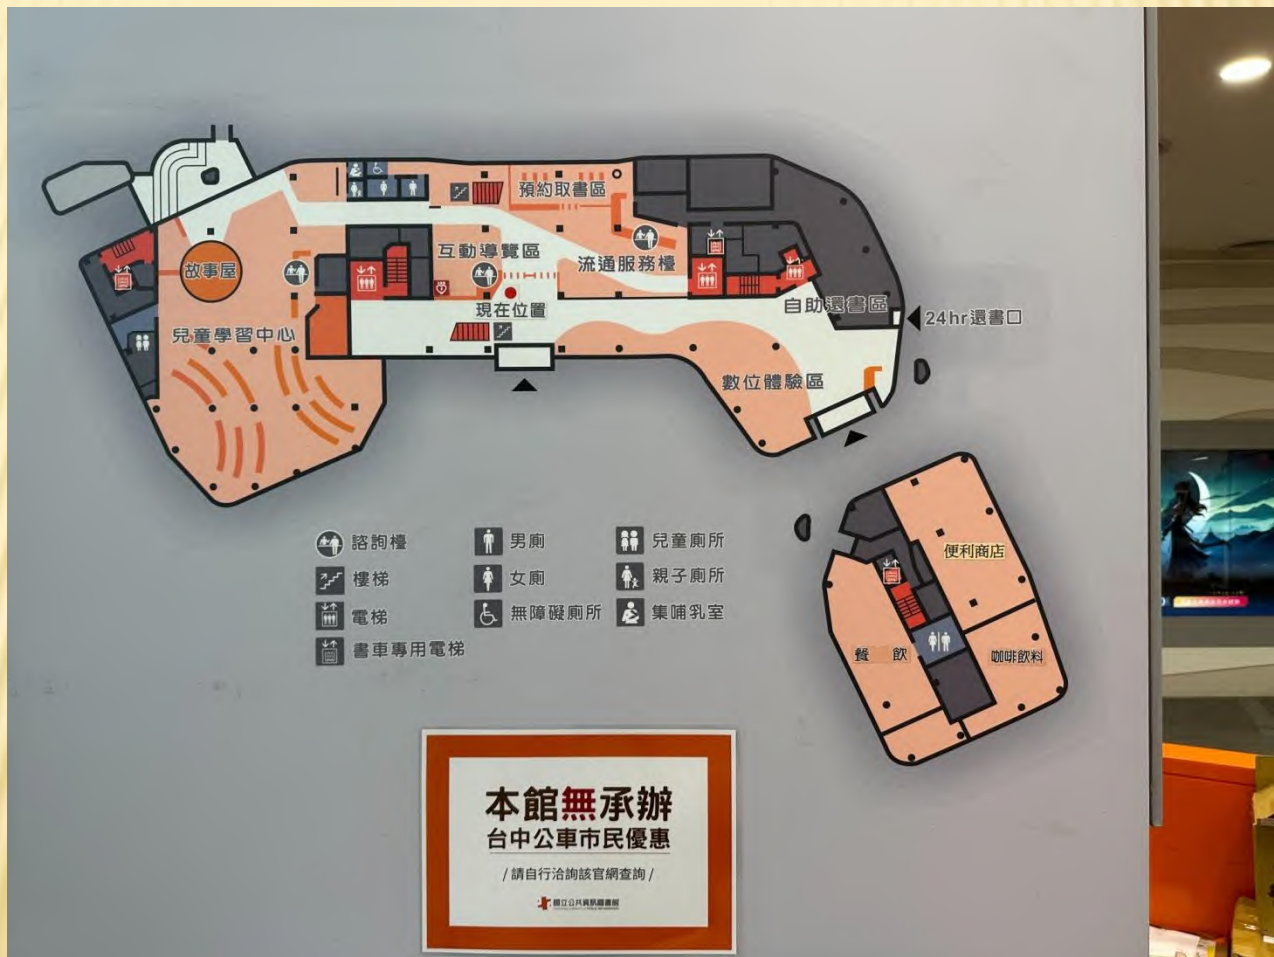 預約取書區
互動導覽區
流通服務檯
故事屋
現在位置
自助還書區
24hr還書口
兒童學習中心
數位體驗區
諮詢檯
男廁
兒童廁所
樓梯
女廁
親子廁所
電梯
無障礙廁所
集哺乳室
書車專用電梯
便利商店
餐 飲
咖啡飲料
本館無承辦
台中公車市民優惠
/ 請自行洽詢該官網查詢 /
國立公共資訊圖書館